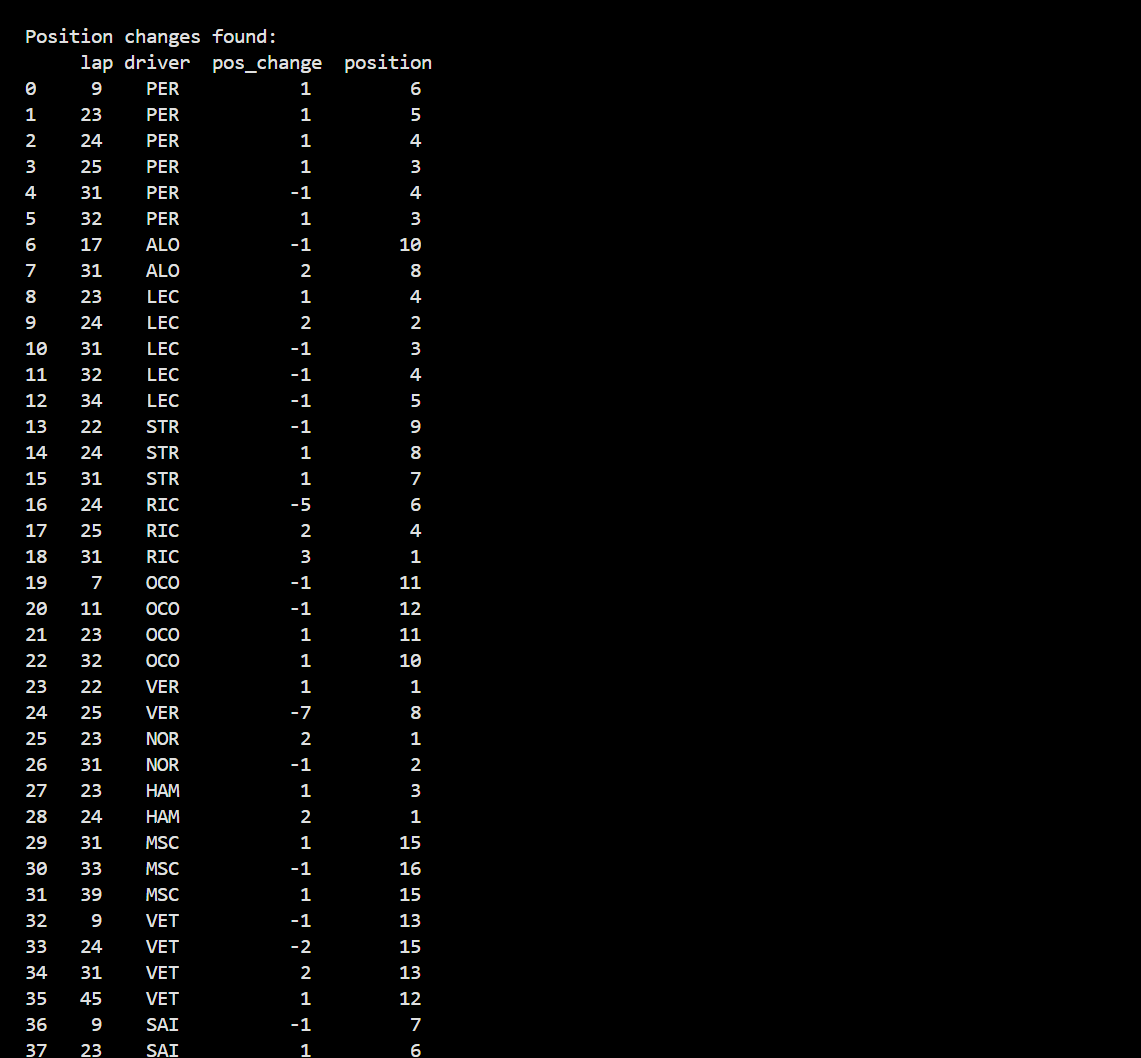 Position changes found:
lap driver pos_change position
0 9 PER 1 6
1 23 PER 1 5
2 24 PER 1 4
3 25 PER 1 3
4 31 PER -1 4
5 32 PER 1 3
6 17 ALO -1 10
7 31 ALO 2 8
8 23 LEC 1 4
9 24 LEC 2 2
10 31 LEC -1 3
11 32 LEC -1 4
12 34 LEC -1 5
13 22 STR -1 9
14 24 STR 1 8
15 31 STR 1 7
16 24 RIC -5 6
17 25 RIC 2 4
18 31 RIC 3 1
19 7 OCO -1 11
20 11 OCO -1 12
21 23 OCO 1 11
22 32 OCO 1 10
23 22 VER 1 1
24 25 VER -7 8
25 23 NOR 2 1
26 31 NOR -1 2
27 23 HAM 1 3
28 24 HAM 2 1
29 31 MSC 1 15
30 33 MSC -1 16
31 39 MSC 1 15
32 9 VET -1 13
33 24 VET -2 15
34 31 VET 2 13
35 45 VET 1 12
36 9 SAI -1 7
37 23 SAI 1 6